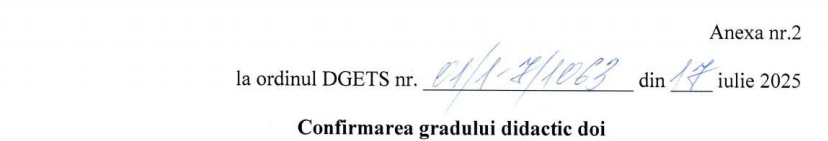 Anexa nr.2
la ordinul DGETS nr. 01/1-7/1063 din 17 iulie 2025
Confirmarea gradului didactic doi